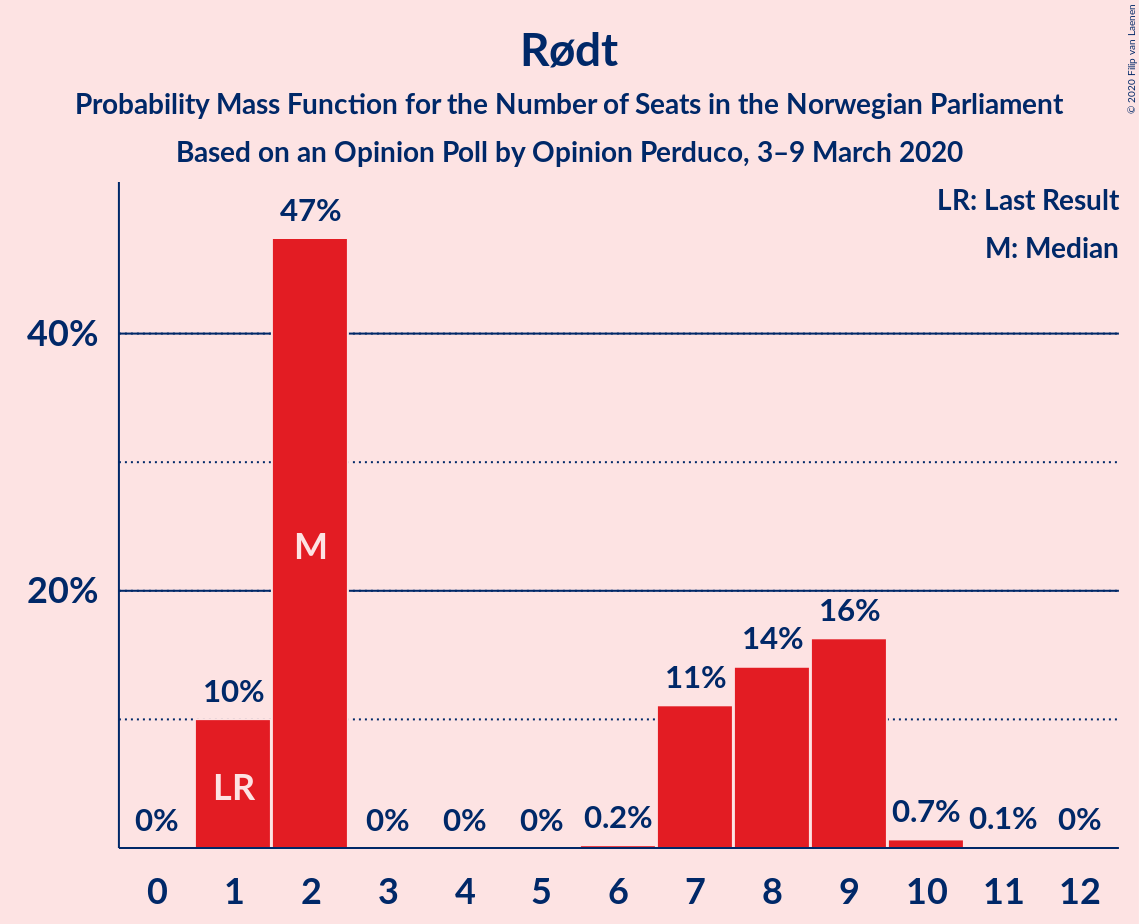 Rødt
Probability Mass Function for the Number of Seats in the Norwegian Parliament
Based on an Opinion Poll by Opinion Perduco, 3–9 March 2020
© 2020 Filip van Laenen
LR: Last Result
M: Median
40%
20%
0%
10%
47%
0%
0%
0%
0.2%
11%
14%
16%
0.7%
0.1%
0%
LR
M
0 1 2 3 4 5 6 7 8 9 10 11 12